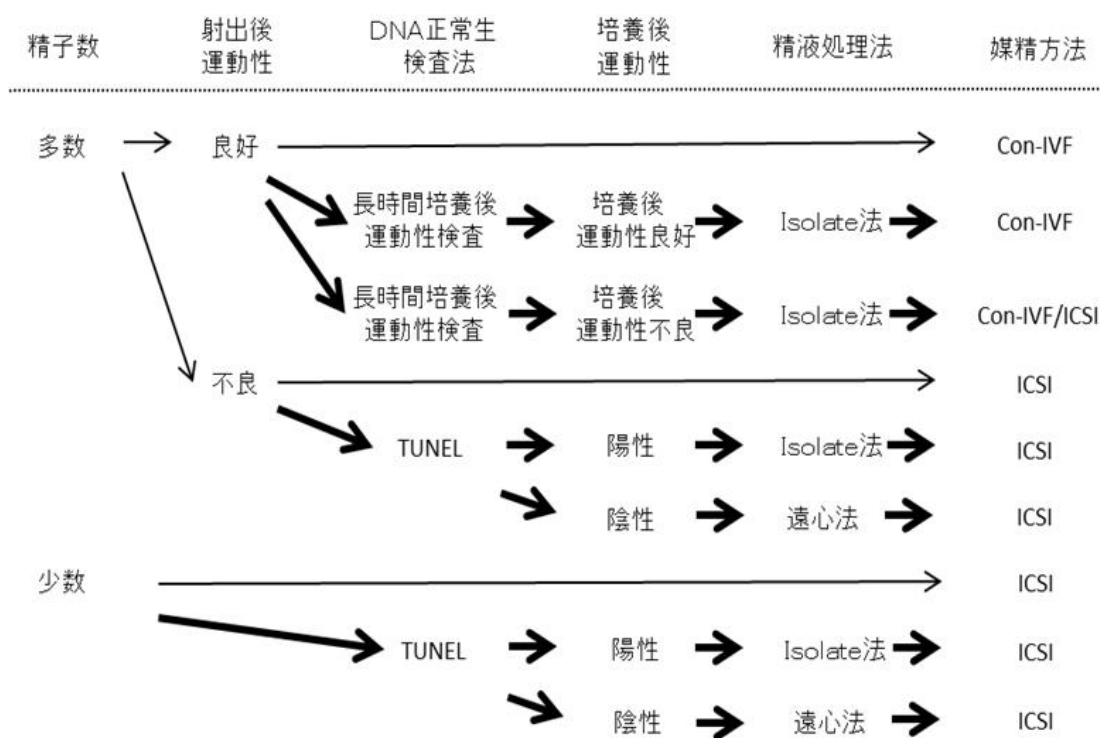 精子数 射出後運動性 DNA正常生検査法 培養後運動性 精液処理法 媒精方法
多数 良好 Con-IVF
長時間培養後運動性検査 培養後運動性良好 Isolate法 Con-IVF
長時間培養後運動性検査 培養後運動性不良 Isolate法 Con-IVF/ICSI
不良 ICSI
TUNEL 陽性 Isolate法 ICSI
陰性 遠心法 ICSI
少数 ICSI
TUNEL 陽性 Isolate法 ICSI
陰性 遠心法 ICSI